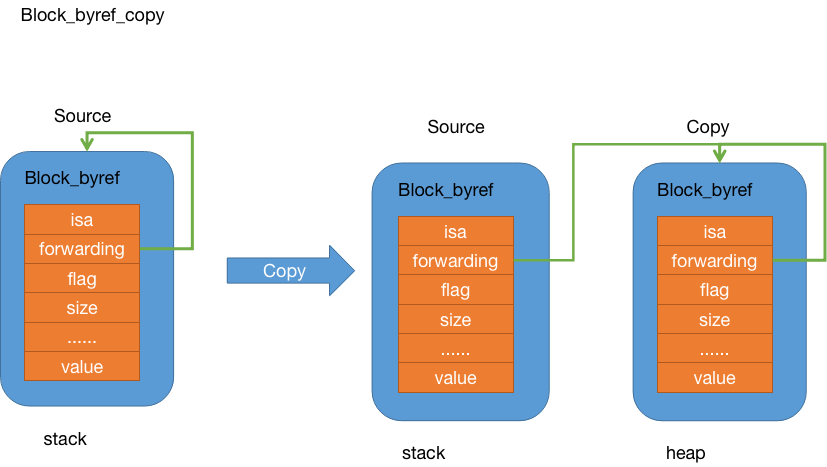 Block_byref_copy
Source
Block_byref
isa
forwarding
flag
size
......
value
stack
Copy
Source
Block_byref
isa
forwarding
flag
size
......
value
stack
Copy
Block_byref
isa
forwarding
flag
size
......
value
heap